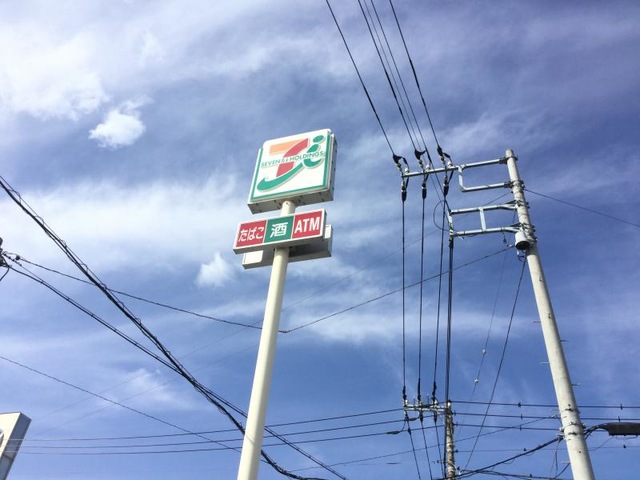 SEVEN & i HOLDINGS
たばこ 酒 ATM